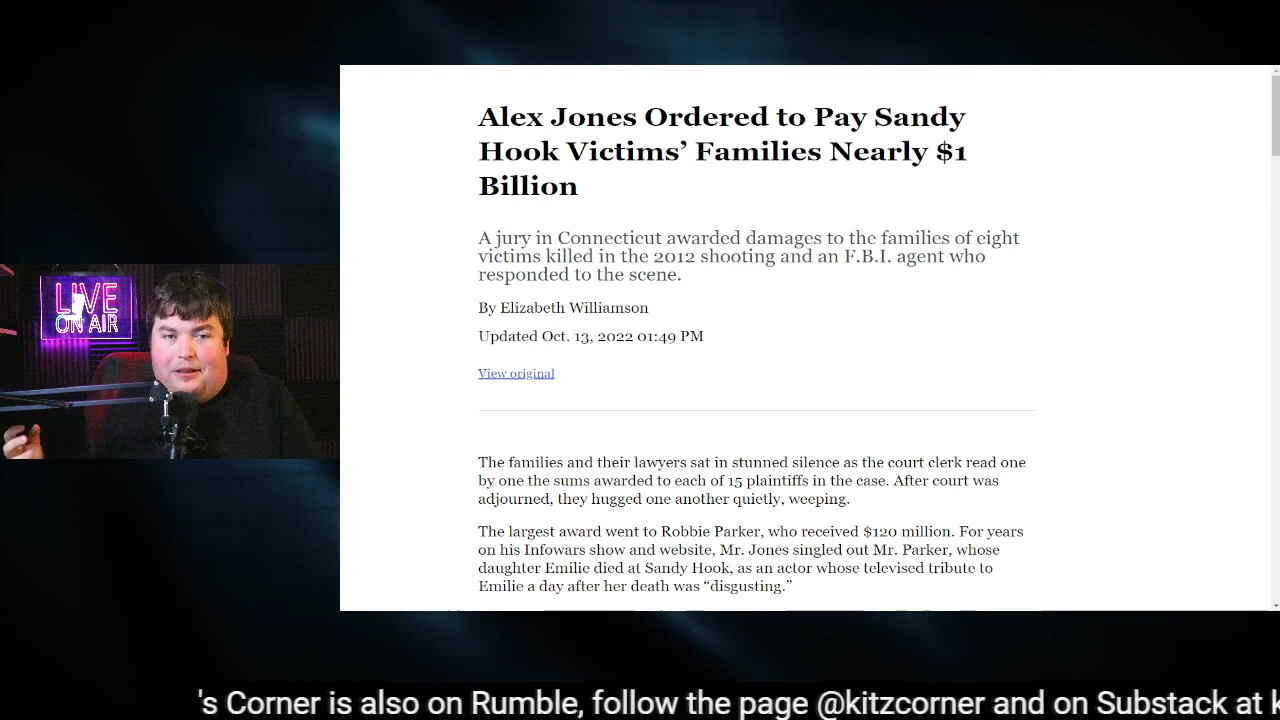 Alex Jones Ordered to Pay Sandy
Hook Victims’ Families Nearly $1
Billion
A jury in Connecticut awarded damages to the families of eight
victims killed in the 2012 shooting and an F.B.I. agent who
responded to the scene.
By Elizabeth Williamson
Updated Oct. 13, 2022 01:49 PM
View original
The families and their lawyers sat in stunned silence as the court clerk read one
by one the sums awarded to each of 15 plaintiffs in the case. After court was
adjourned, they hugged one another quietly, weeping.
The largest award went to Robbie Parker, who received $120 million. For years
on his Infowars show and website, Mr. Jones singled out Mr. Parker, whose
daughter Emilie died at Sandy Hook, as an actor whose televised tribute to
Emilie a day after her death was “disgusting.”
LIVE
ON AIR
's Corner is also on Rumble, follow the page @kitzcorner and on Substack at k